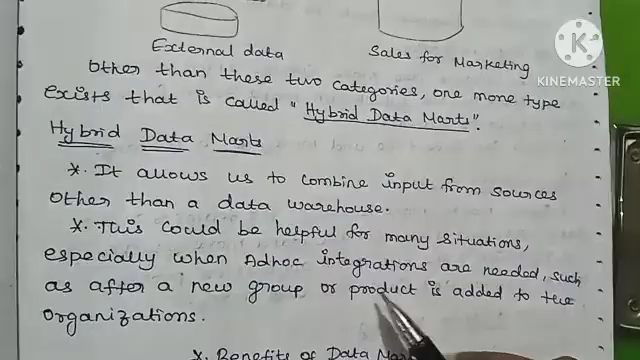 External data
Sales for Marketing
KINEMASTER
Other than these two categories, one more type
exists that is called "Hybrid Data Marts".
Hybrid Data Marts
*. It allows us to combine input from sources
other than a data warehouse.
*. This could be helpful for many situations,
especially when Adhoc integrations are needed, such
as after a new group or product is added to the
organizations.
*. Benefits of Data Mar